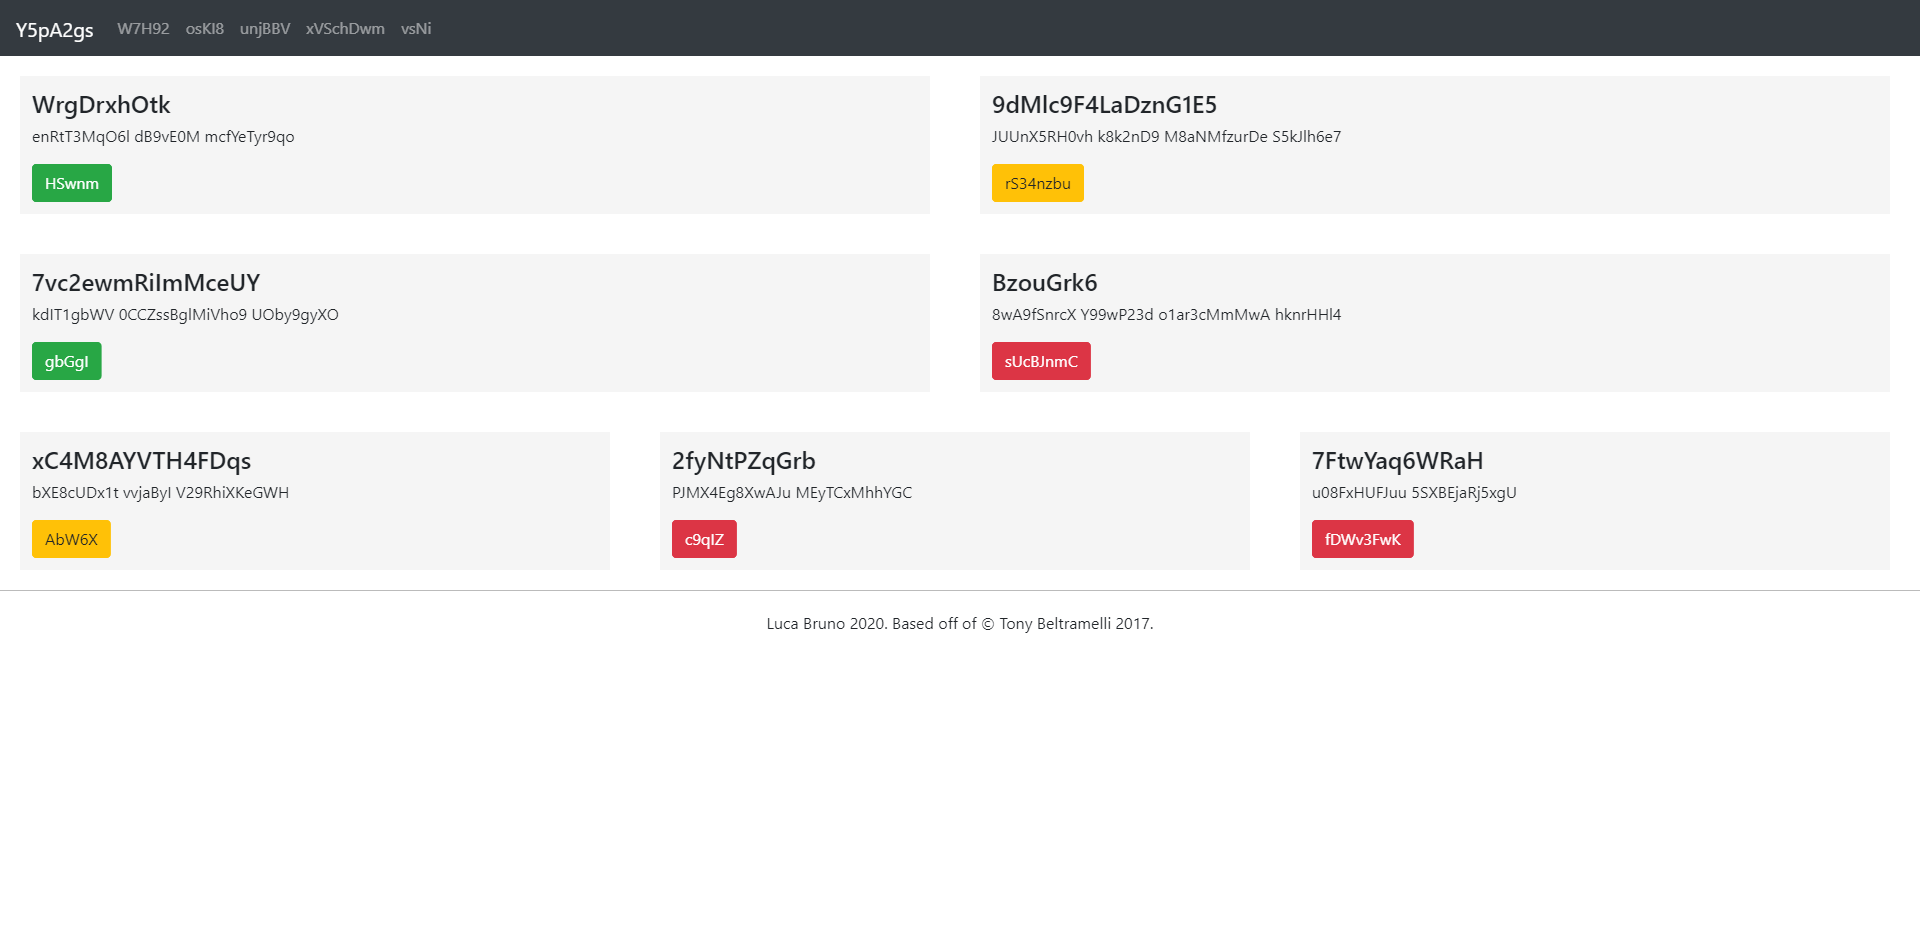 Y5pA2gs W7H92 osKI8 unjBBV xVSchDwm vsNi
WrgDrxhOtk
enRtT3MqO6l dB9vE0M mcfYeTyr9qo
HSwnm
9dMlc9F4LaDznG1E5
JUUnX5RH0vh k8k2nD9 M8aNMfzurDe S5kJlh6e7
rS34nzbu
7vc2ewmRiImMceUY
kdIT1gbWV 0CCZssBglMiVho9 UOby9gyXO
gbGgI
BzouGrk6
8wA9fSnrcX Y99wP23d o1ar3cMmMwA hknrHHl4
sUcBJnmC
xC4M8AYVTH4FDqs
bXE8cUDx1t vvjaByI V29RhiXKeGWH
AbW6X
2fyNtPZqGrb
PJMX4Eg8XwAJu MEyTCxMhhYGC
c9qIZ
7FtwYaq6WRaH
u08FxHUFJuu 5SXBEjaRj5xgU
fDWv3FwK
Luca Bruno 2020. Based off of © Tony Beltramelli 2017.